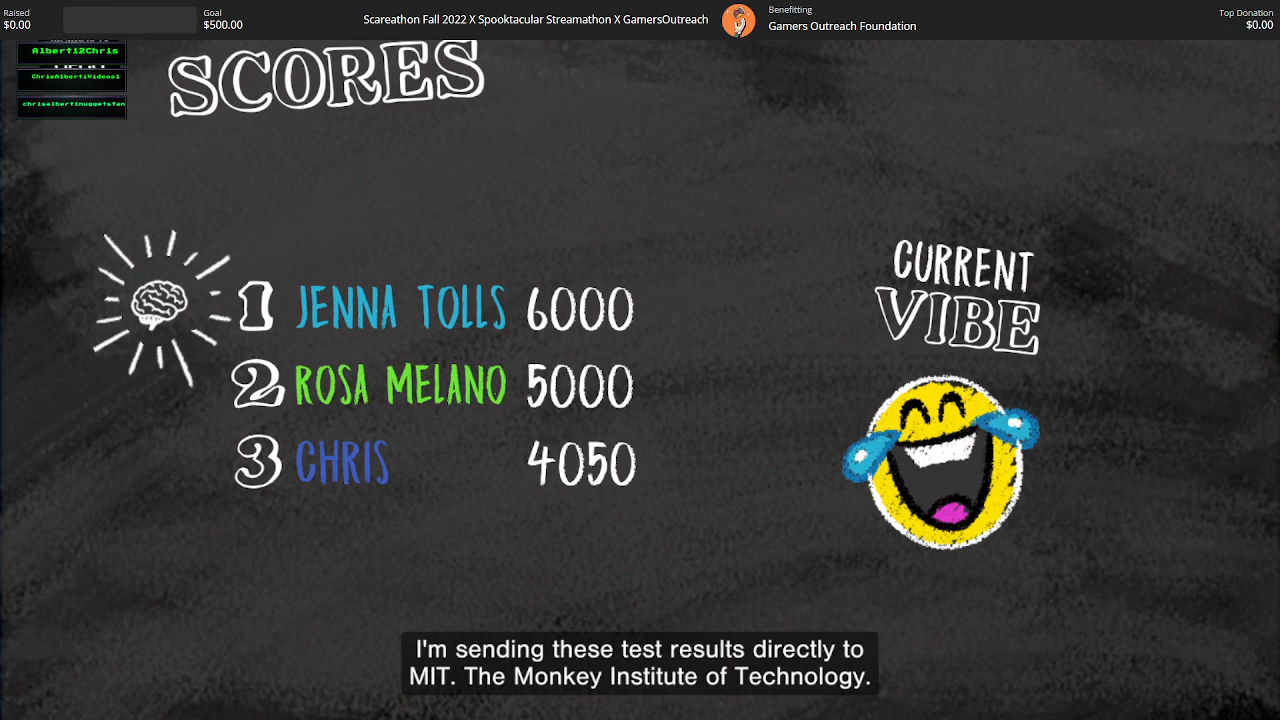 Raised
$0.00
Goal
$500.00
Scareathon Fall 2022 X Spooktacular Streamathon X GamersOutreach
Benefitting
Gamers Outreach Foundation
Top Donation
$0.00
Alberti2Chris
ChrisAlbertiVideos1
chrisalbertinuggetsfan
SCORES
1 JENNA TOLLS 6000
2 ROSA MELANO 5000
3 CHRIS 4050
CURRENT
VIBE
I'm sending these test results directly to
MIT. The Monkey Institute of Technology.